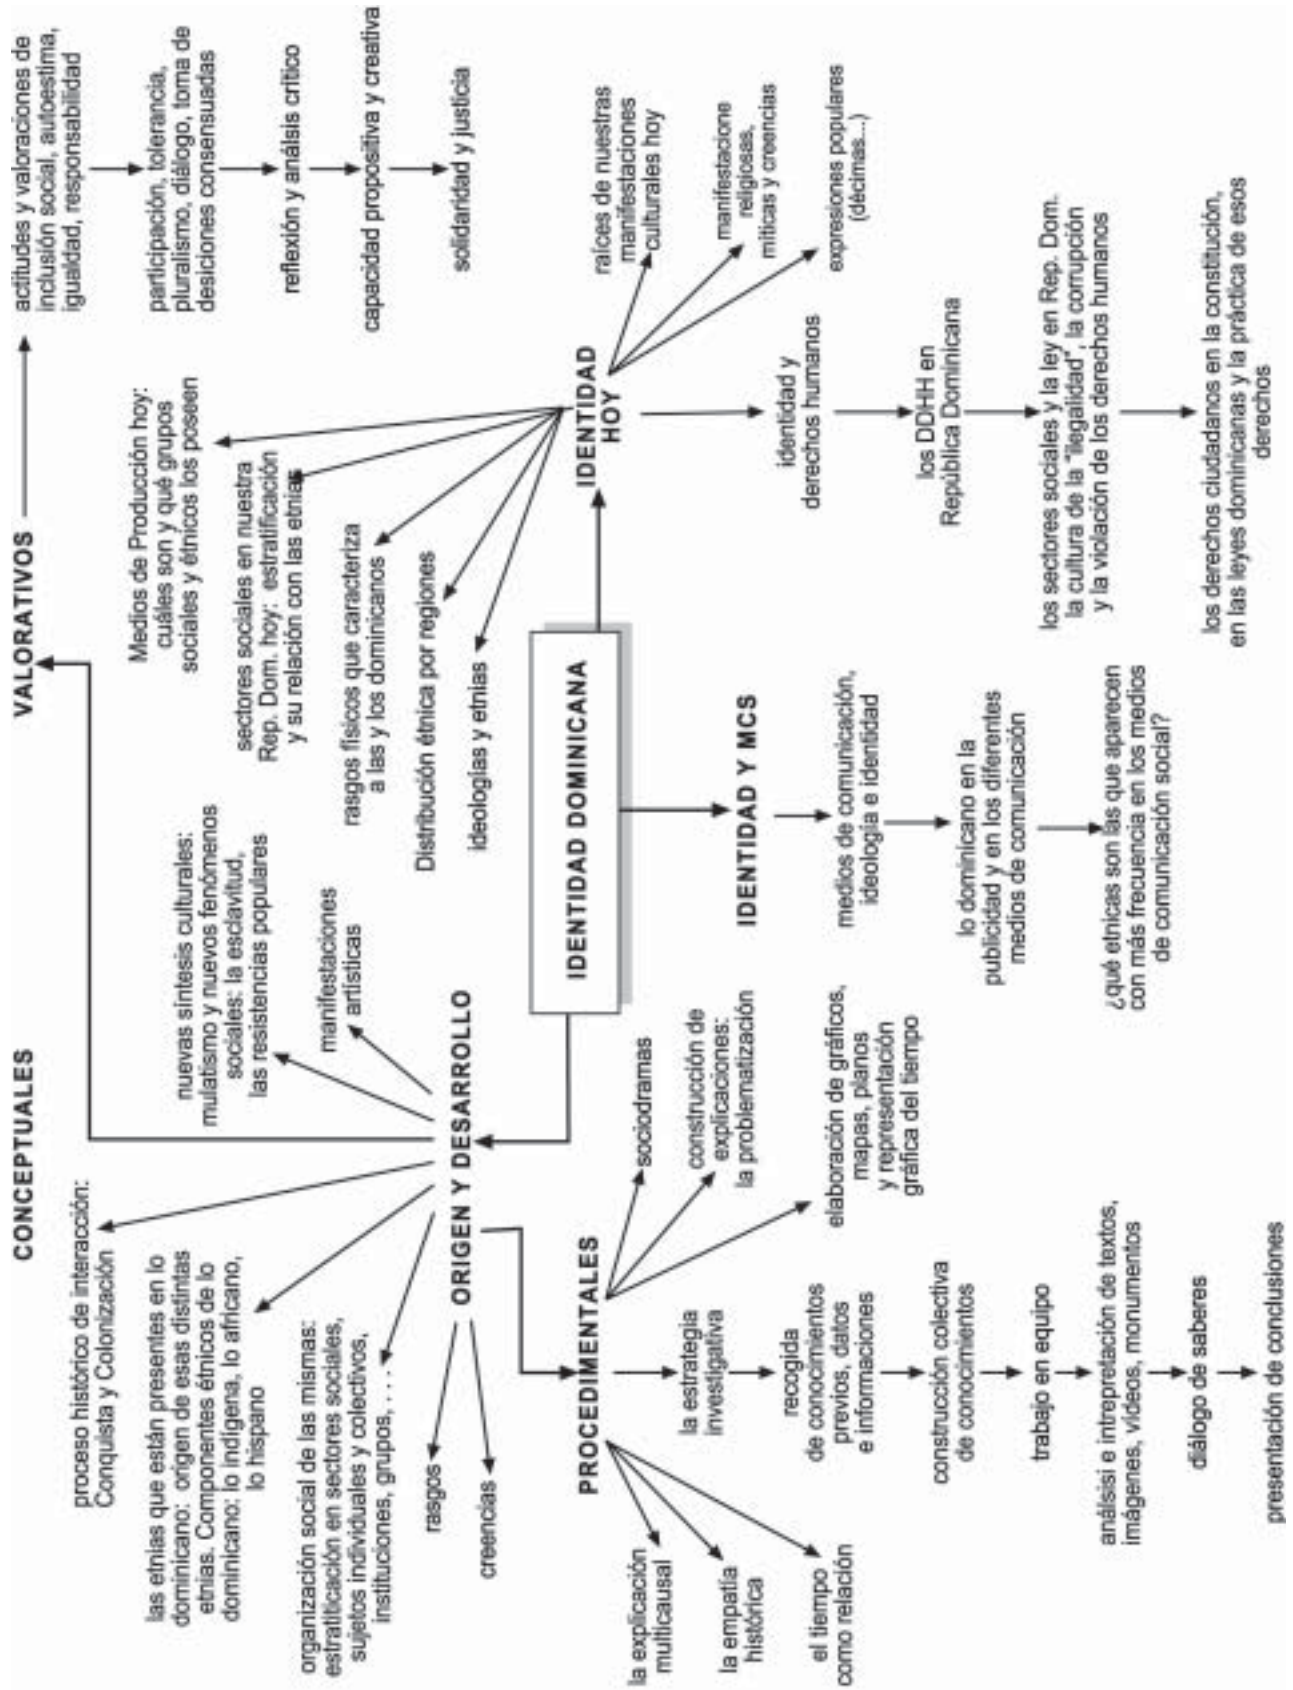 CONCEPTUALES
VALORATIVOS
proceso histórico de interacción:
Conquista y Colonización
las etnias que están presentes en lo
dominicano: origen de esas distintas
etnias. Componentes étnicos de lo
dominicano: lo indígena, lo africano,
lo hispano
organización social de las mismas:
estratiticación en sectores sociales,
sujetos individuales y colectivos,
instituciones, grupos, . . .
rasgos
creencias
nuevas síntesis culturales:
mulatismo y nuevos fenómenos
sociales: la esclavitud,
las resistencias populares
manifestaciones
artísticas
ORIGEN Y DESARROLLO
actitudes y valoraciones de
inclusión social, autoestima,
igualdad, responsabilidad
participación, tolerancia,
pluralismo, diálogo, toma de
desiciones consensuadas
reflexión y análsis crítico
capacidad propositiva y creativa
solidaridad y justicia
Medios de Producción hoy:
cuáles son y qué grupos
sociales y étnicos los poseen
sectores sociales en nuestra
Rep. Dom. hoy: estratificación
y su relación con las etnias
rasgos físicos que caracteriza
a las y los dominicanos
Distribución étnica por regiones
ideologías y etnias
IDENTIDAD DOMINICANA
IDENTIDAD
HOY
raíces de nuestras
manifestaciones
culturales hoy
manifestacione
religiosas,
míticas y creencias
expresiones populares
(décimas...)
identidad y
derechos humanos
los DDHH en
República Dominicana
los sectores sociales y la ley en Rep. Dom.
la cultura de la "ilegalidad", la corrupción
y la violación de los derechos humanos
los derechos ciudadanos en la constitución,
en las leyes dominicanas y la práctica de esos
derechos
IDENTIDAD Y MCS
medios de comunicación,
ideología e identidad
lo dominicano en la
publicidad y en los diferentes
medios de comunicación
¿qué etnicas son las que aparecen
con más frecuencia en los medios
de comunicación social?
PROCEDIMENTALES
sociodramas
construcción de
explicaciones:
la problematización
elaboración de gráficos,
mapas, planos
y representación
gráfica del tiempo
la estrategia
investigativa
recogida
de conocimientos
previos, datos
e informaciones
construcción colectiva
de conocimientos
trabajo en equipo
análsisi e intrepretación de textos,
imágenes, vídeos, monumentos
diálogo de saberes
presentación de conclusiones
la explicación
multicausal
la empatía
histórica
el tiempo
como relación